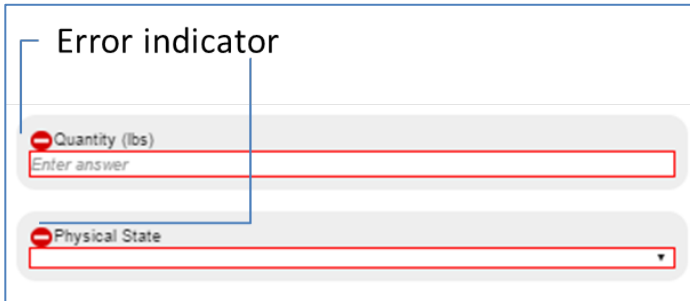 Error indicator
Quantity (lbs)
Enter answer
Physical State